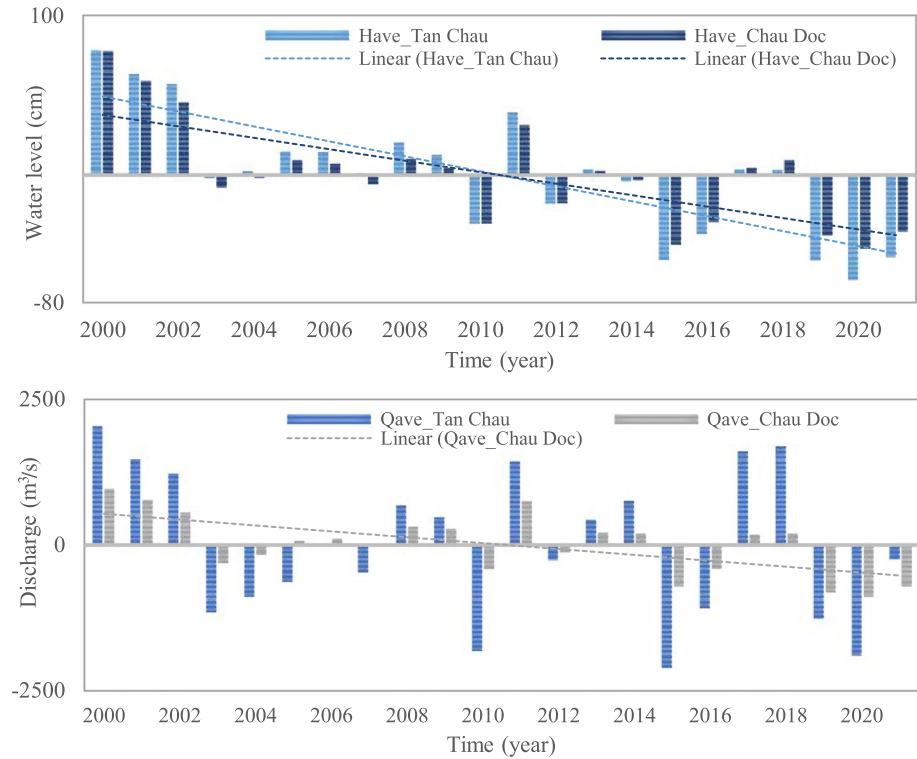 100
Have_Tan Chau Have_Chau Doc
Linear (Have_Tan Chau) Linear (Have_Chau Doc)
Water level (cm)
-80
2000 2002 2004 2006 2008 2010 2012 2014 2016 2018 2020
Time (year)
2500
Qave_Tan Chau Qave_Chau Doc
Linear (Qave_Chau Doc)
0
Discharge (m³/s)
-2500
2000 2002 2004 2006 2008 2010 2012 2014 2016 2018 2020
Time (year)